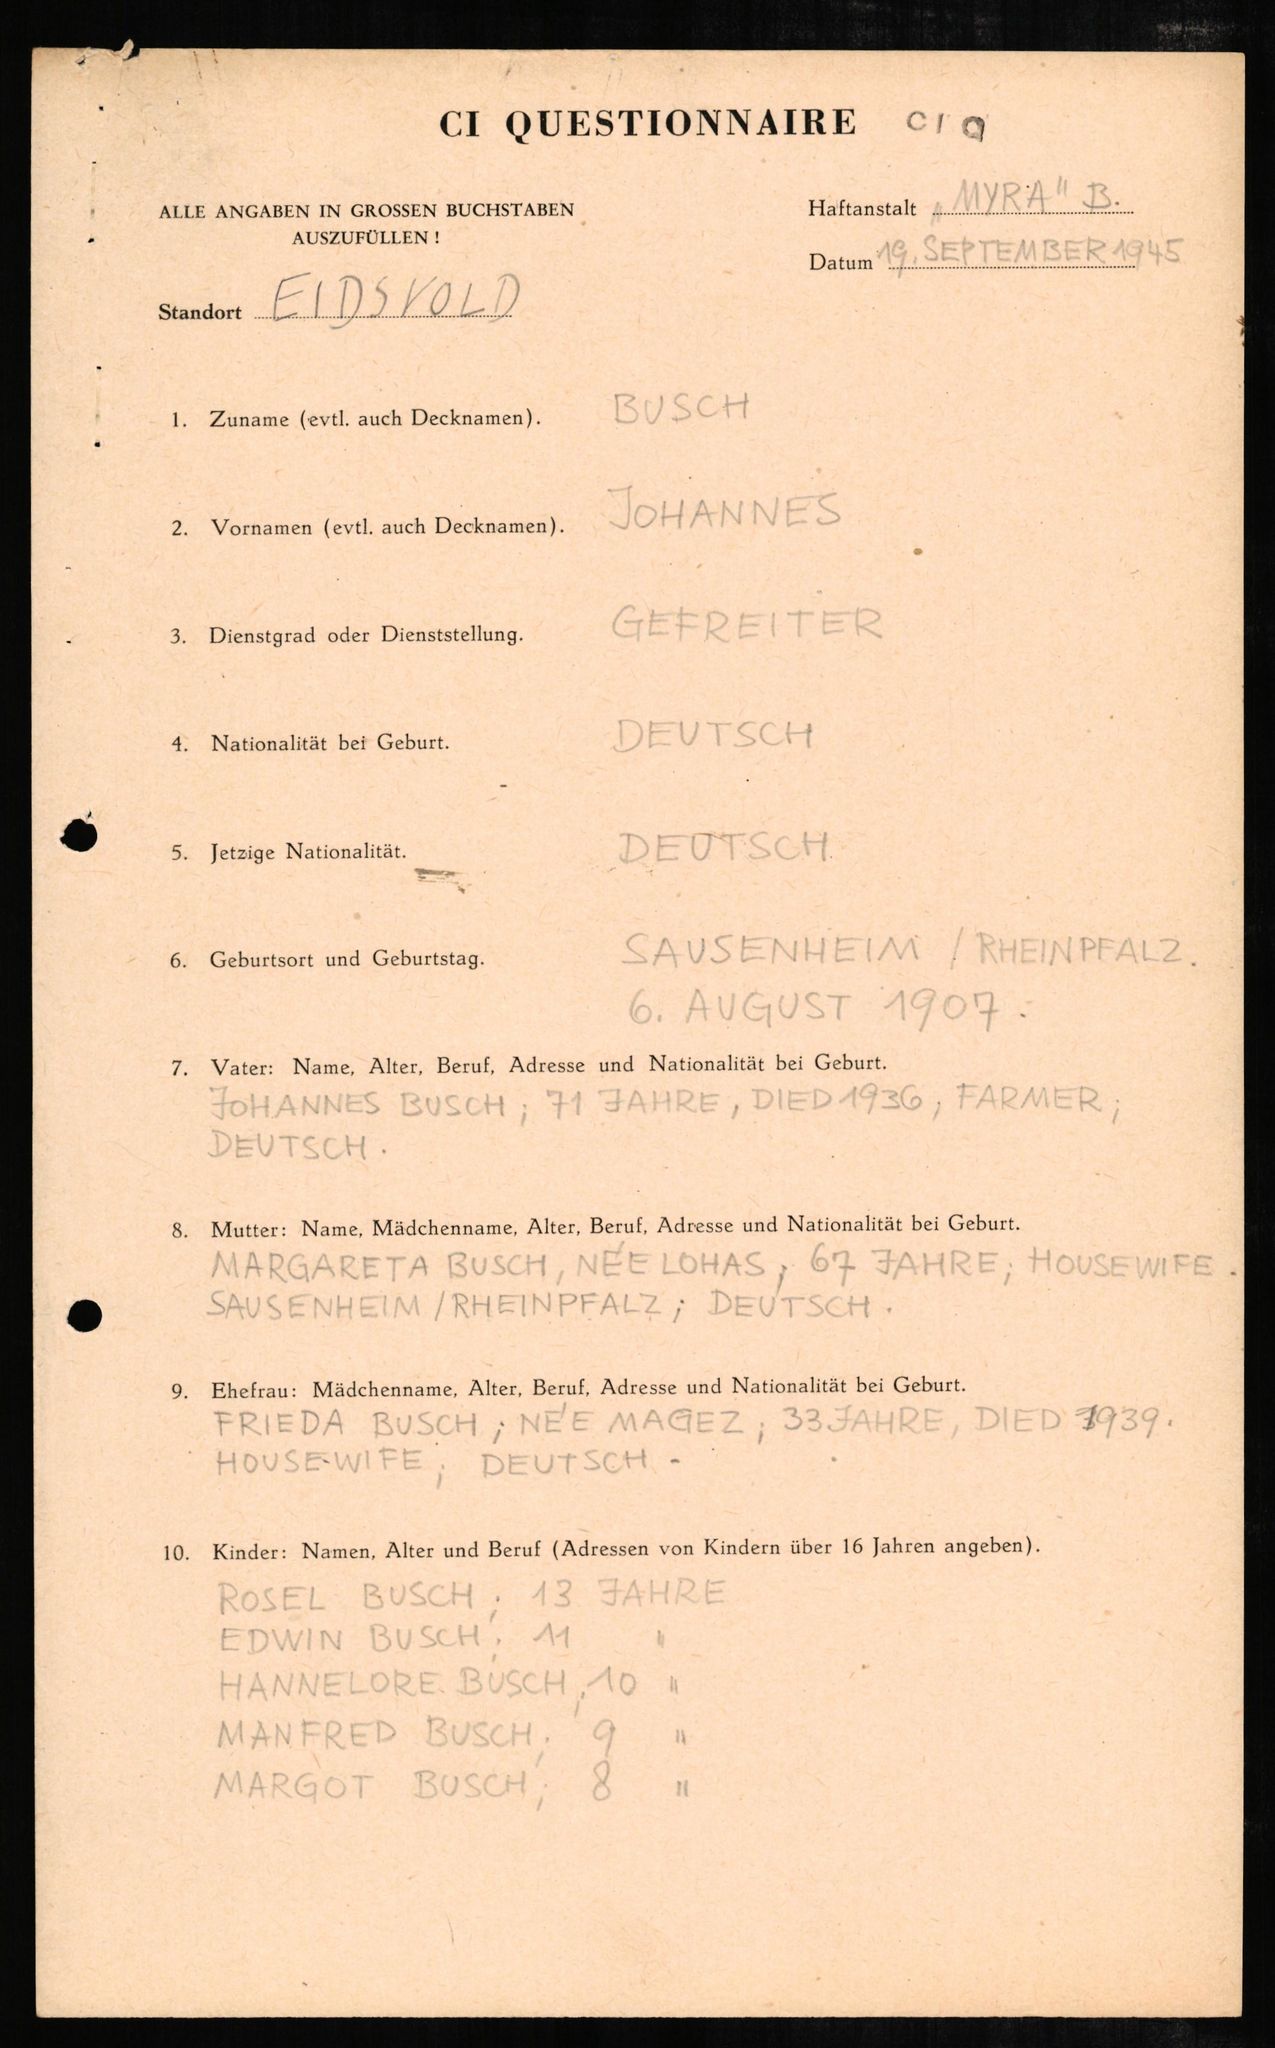 CI QUESTIONNAIRE CIQ
ALLE ANGABEN IN GROSSEN BUCHSTABEN
AUSZUFÜLLEN!
Haftanstalt „MYRA" B.
Datum 19. SEPTEMBER 1945
Standort EIDSVOLD
1. Zuname (evtl. auch Decknamen). BUSCH
2. Vornamen (evtl. auch Decknamen). JOHANNES
3. Dienstgrad oder Dienststellung. GEFREITER
4. Nationalität bei Geburt. DEUTSCH
5. Jetzige Nationalität. DEUTSCH
6. Geburtsort und Geburtstag. SAUSENHEIM / RHEINPFALZ.
6. AUGUST 1907.
7. Vater: Name, Alter, Beruf, Adresse und Nationalität bei Geburt.
JOHANNES BUSCH; 71 JAHRE, DIED 1936; FARMER;
DEUTSCH.
8. Mutter: Name, Mädchenname, Alter, Beruf, Adresse und Nationalität bei Geburt.
MARGARETA BUSCH, NÉE LOHAS; 67 JAHRE; HOUSEWIFE.
SAUSENHEIM / RHEINPFALZ; DEUTSCH.
9. Ehefrau: Mädchenname, Alter, Beruf, Adresse und Nationalität bei Geburt.
FRIEDA BUSCH; NÉE MAGEZ; 33 JAHRE, DIED 1939.
HOUSEWIFE; DEUTSCH -
10. Kinder: Namen, Alter und Beruf (Adressen von Kindern über 16 Jahren angeben).
ROSEL BUSCH; 13 JAHRE
EDWIN BUSCH; 11 "
HANNELORE BUSCH; 10 "
MANFRED BUSCH; 9 "
MARGOT BUSCH; 8 "